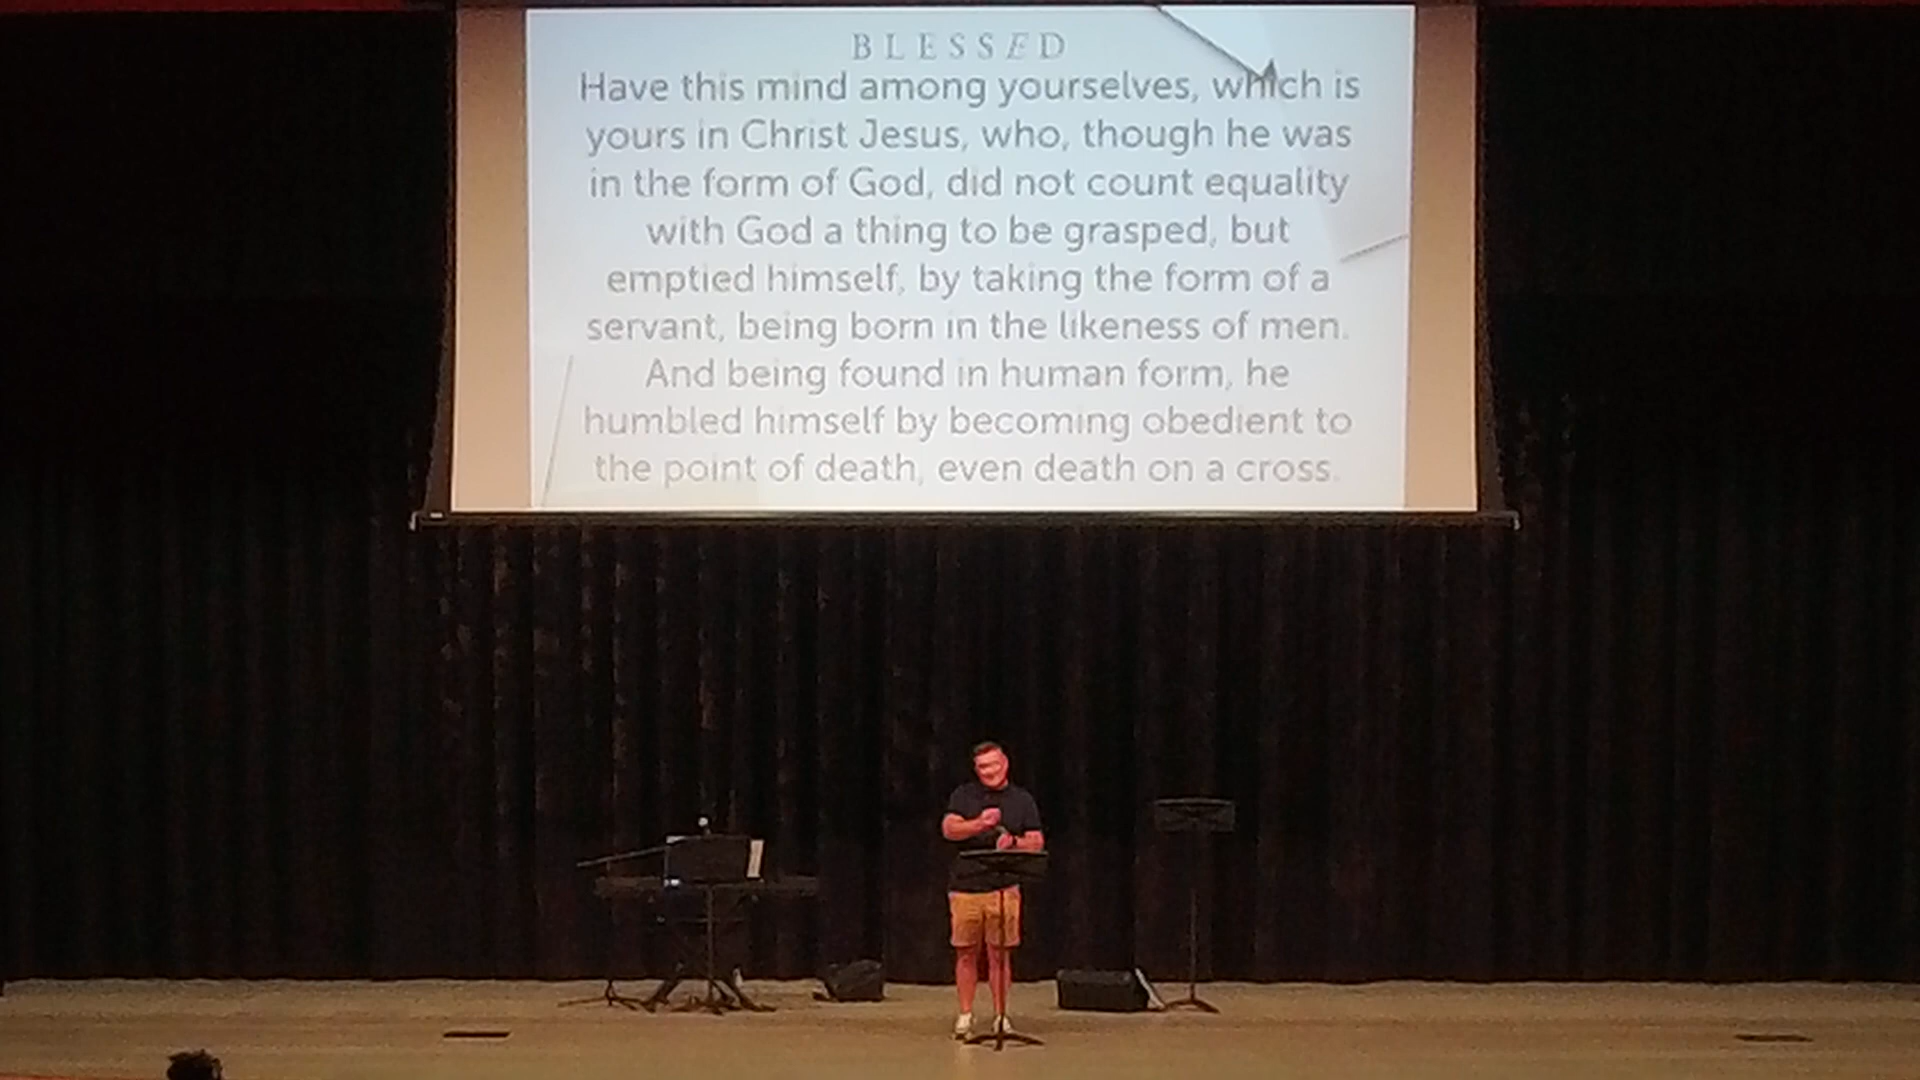 BLESSED
Have this mind among yourselves, which is
yours in Christ Jesus, who, though he was
in the form of God, did not count equality
with God a thing to be grasped, but
emptied himself, by taking the form of a
servant, being born in the likeness of men.
And being found in human form, he
humbled himself by becoming obedient to
the point of death, even death on a cross.